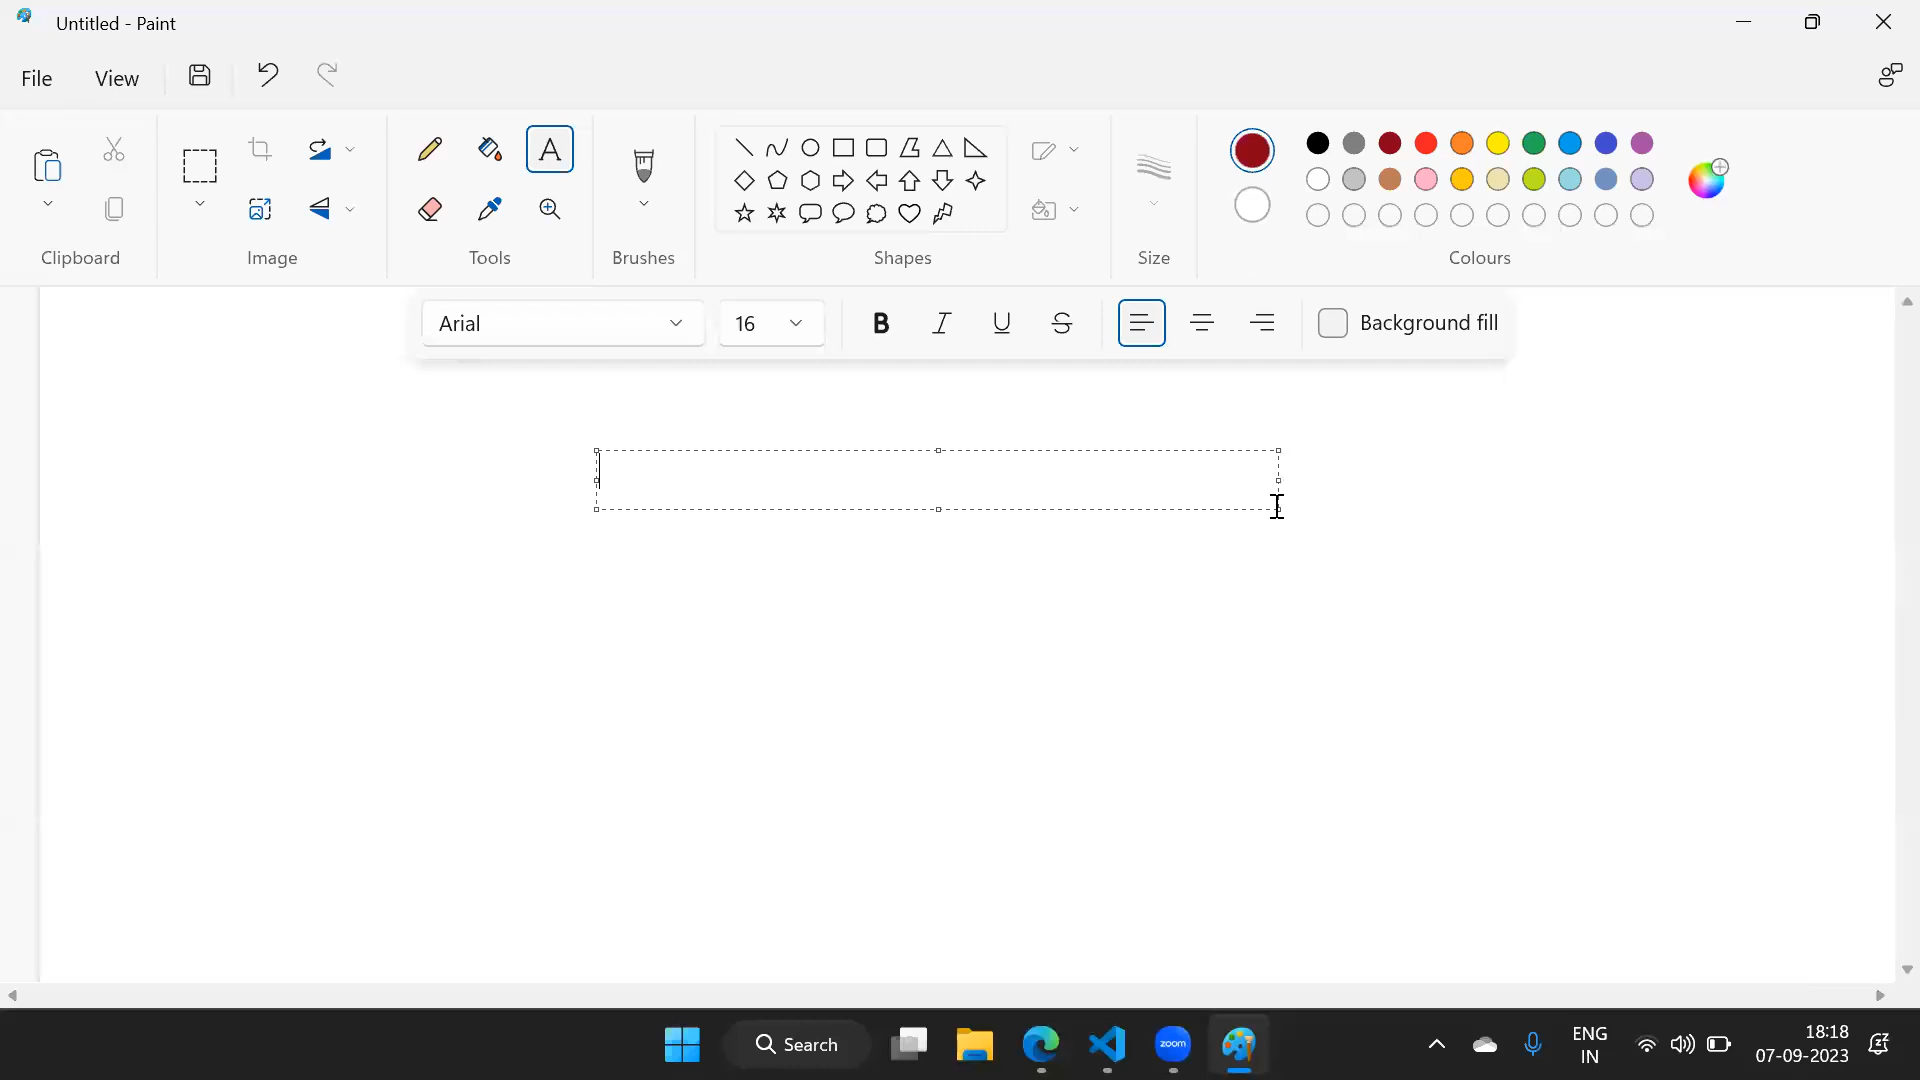 Untitled - Paint
File View
Clipboard
Image
Tools
Brushes
Shapes
Size
Colours
A
Arial
16
B I U S
Background fill
Search
zoom
ENG
IN
18:18
07-09-2023